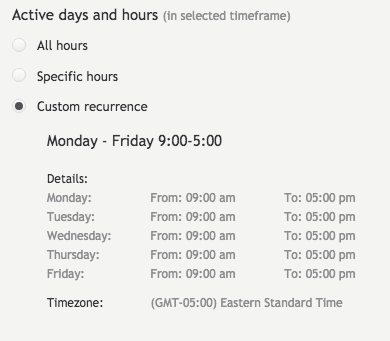 Active days and hours (in selected timeframe)
All hours
Specific hours
Custom recurrence
Monday - Friday 9:00-5:00
Details:
Monday: From: 09:00 am To: 05:00 pm
Tuesday: From: 09:00 am To: 05:00 pm
Wednesday: From: 09:00 am To: 05:00 pm
Thursday: From: 09:00 am To: 05:00 pm
Friday: From: 09:00 am To: 05:00 pm
Timezone: (GMT-05:00) Eastern Standard Time